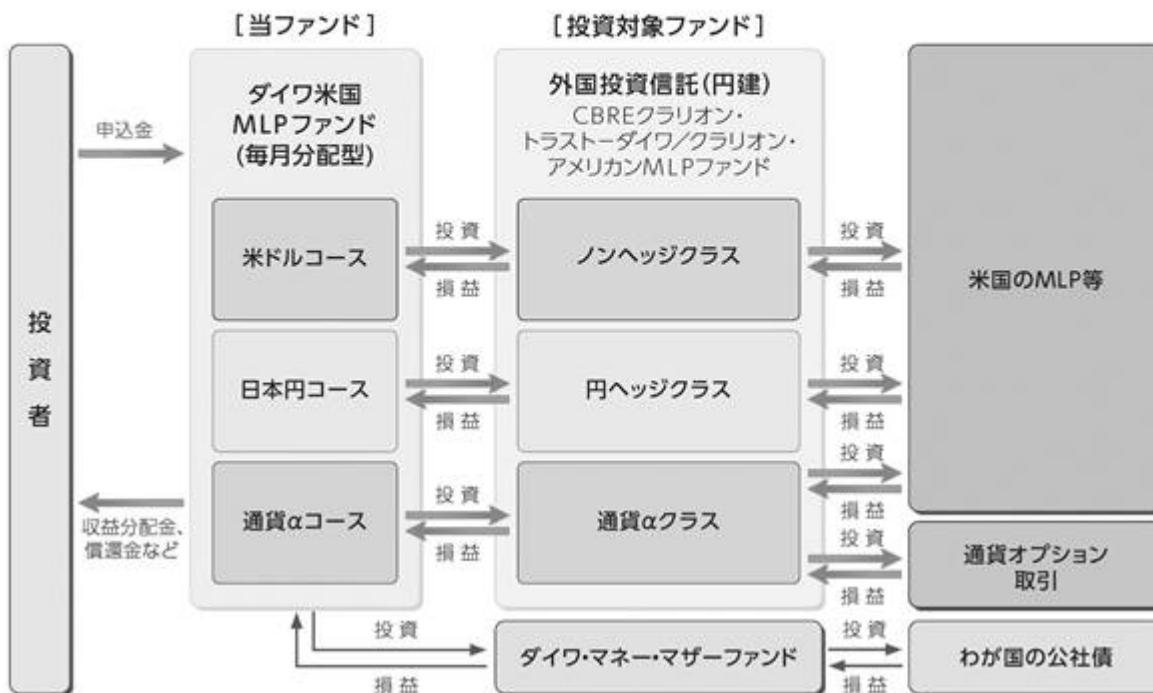 [当ファンド]
[投資対象ファンド]
投資者
申込金
収益分配金、
償還金など
ダイワ米国
MLPファンド
(毎月分配型)
米ドルコース
日本円コース
通貨αコース
投資
損益
投資
損益
投資
損益
外国投資信託(円建)
CBREクラリオン・
トラストーダイワ/クラリオン・
アメリカンMLPファンド
ノンヘッジクラス
円ヘッジクラス
通貨αクラス
投資
損益
投資
損益
投資
損益
投資
損益
米国のMLP等
通貨オプション
取引
投資
損益
ダイワ・マネー・マザーファンド
投資
損益
わが国の公社債